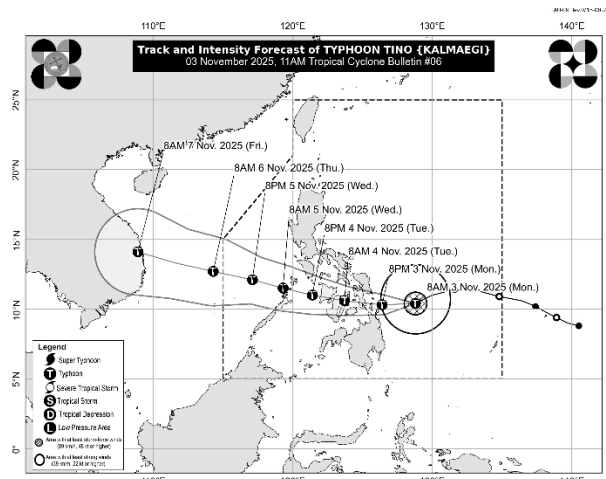 Track and Intensity Forecast of TYPHOON TINO {KALMAEGI}
03 November 2025, 11AM Tropical Cyclone Bulletin #06
110°E 120°E 130°E 140°E
25°N
20°N
15°N
10°N
5°N
0°
8AM 7 Nov. 2025 (Fri.)
8AM 6 Nov. 2025 (Thu.)
8PM 5 Nov. 2025 (Wed.)
8AM 5 Nov. 2025 (Wed.)
8PM 4 Nov. 2025 (Tue.)
8AM 4 Nov. 2025 (Tue.)
8PM 3 Nov. 2025 (Mon.)
8AM 3 Nov. 2025 (Mon.)
Legend
Super Typhoon
T Typhoon
Severe Tropical Storm
S Tropical Storm
D Tropical Depression
L Low Pressure Area
110°E 120°E 130°E 140°E